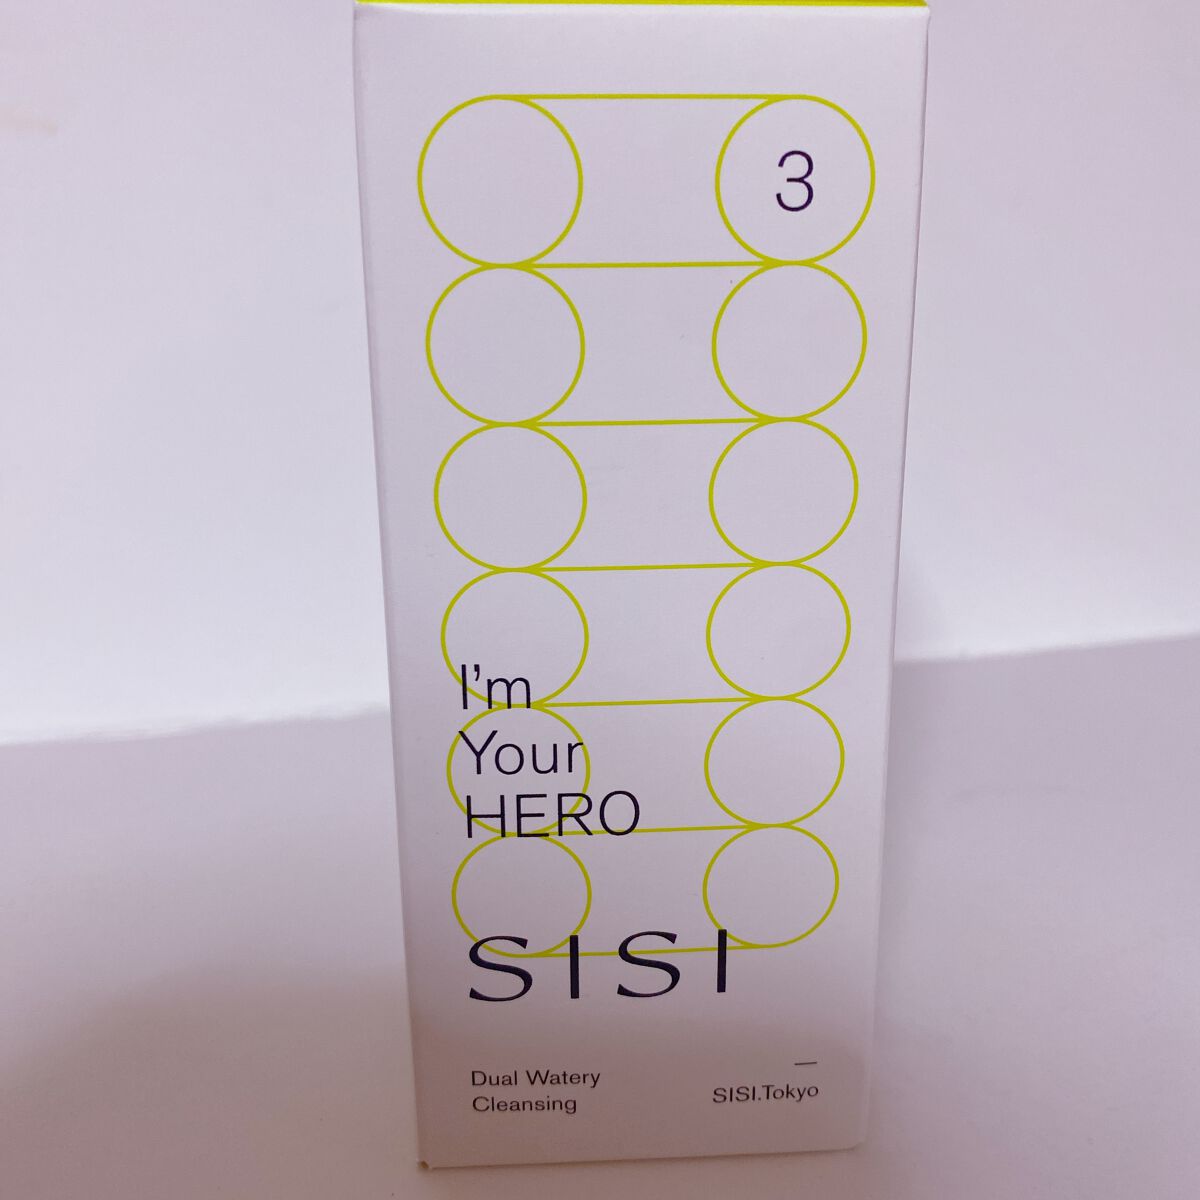 3
I'm
Your
HERO
SISI
Dual Watery
Cleansing
—
SISI.Tokyo